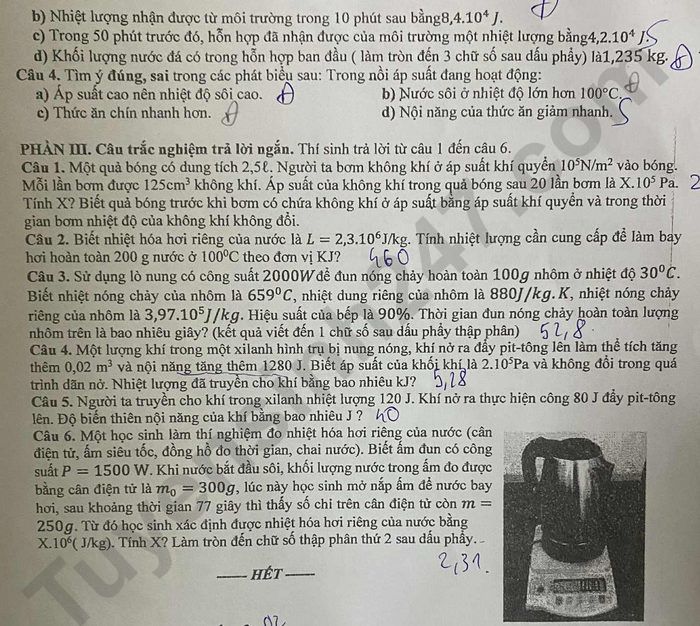 b) Nhiệt lượng nhận được từ môi trường trong 10 phút sau bằng8,4.10⁴ J. Đ
c) Trong 50 phút trước đó, hỗn hợp đã nhận được của môi trường một nhiệt lượng bằng4,2.10⁴ J. S
d) Khối lượng nước đá có trong hỗn hợp ban đầu ( làm tròn đến 3 chữ số sau dấu phẩy) là1,235 kg. Đ
Câu 4. Tìm ý đúng, sai trong các phát biểu sau: Trong nồi áp suất đang hoạt động:
a) Áp suất cao nên nhiệt độ sôi cao. Đ b) Nước sôi ở nhiệt độ lớn hơn 100°C. Đ
c) Thức ăn chín nhanh hơn. Đ d) Nội năng của thức ăn giảm nhanh. S
PHẦN III. Câu trắc nghiệm trả lời ngắn. Thí sinh trả lời từ câu 1 đến câu 6.
Câu 1. Một quả bóng có dung tích 2,5ℓ. Người ta bơm không khí ở áp suất khí quyển 10⁵N/m² vào bóng.
Mỗi lần bơm được 125cm³ không khí. Áp suất của không khí trong quả bóng sau 20 lần bơm là X.10⁵ Pa. 2
Tính X? Biết quả bóng trước khi bơm có chứa không khí ở áp suất bằng áp suất khí quyển và trong thời
gian bơm nhiệt độ của không khí không đổi.
Câu 2. Biết nhiệt hóa hơi riêng của nước là L = 2,3.10⁶J/kg. Tính nhiệt lượng cần cung cấp để làm bay
hơi hoàn toàn 200 g nước ở 100⁰C theo đơn vị KJ? 460
Câu 3. Sử dụng lò nung có công suất 2000W để đun nóng chảy hoàn toàn 100g nhôm ở nhiệt độ 30⁰C.
Biết nhiệt nóng chảy của nhôm là 659⁰C, nhiệt dung riêng của nhôm là 880J/kg.K, nhiệt nóng chảy
riêng của nhôm là 3,97.10⁵J/kg. Hiệu suất của bếp là 90%. Thời gian đun nóng chảy hoàn toàn lượng
nhôm trên là bao nhiêu giây? (kết quả viết đến 1 chữ số sau dấu phẩy thập phân) 52,8.
Câu 4. Một lượng khí trong một xilanh hình trụ bị nung nóng, khí nở ra đẩy pit-tông lên làm thể tích tăng
thêm 0,02 m³ và nội năng tăng thêm 1280 J. Biết áp suất của khối khí là 2.10⁵Pa và không đổi trong quá
trình dãn nở. Nhiệt lượng đã truyền cho khí bằng bao nhiêu kJ? 5,28
Câu 5. Người ta truyền cho khí trong xilanh nhiệt lượng 120 J. Khí nở ra thực hiện công 80 J đẩy pit-tông
lên. Độ biến thiên nội năng của khí bằng bao nhiêu J ? 40
Câu 6. Một học sinh làm thí nghiệm đo nhiệt hóa hơi riêng của nước (cân
điện tử, ấm siêu tốc, đồng hồ đo thời gian, chai nước). Biết ấm đun có công
suất P = 1500 W. Khi nước bắt đầu sôi, khối lượng nước trong ấm đo được
bằng cân điện tử là m₀ = 300g, lúc này học sinh mở nắp ấm để nước bay
hơi, sau khoảng thời gian 77 giây thì thấy số chỉ trên cân điện tử còn m =
250g. Từ đó học sinh xác định được nhiệt hóa hơi riêng của nước bằng
X.10⁶( J/kg). Tính X? Làm tròn đến chữ số thập phân thứ 2 sau dấu phẩy.
2,31.
------ HẾT ------
Tuyensinh247.com